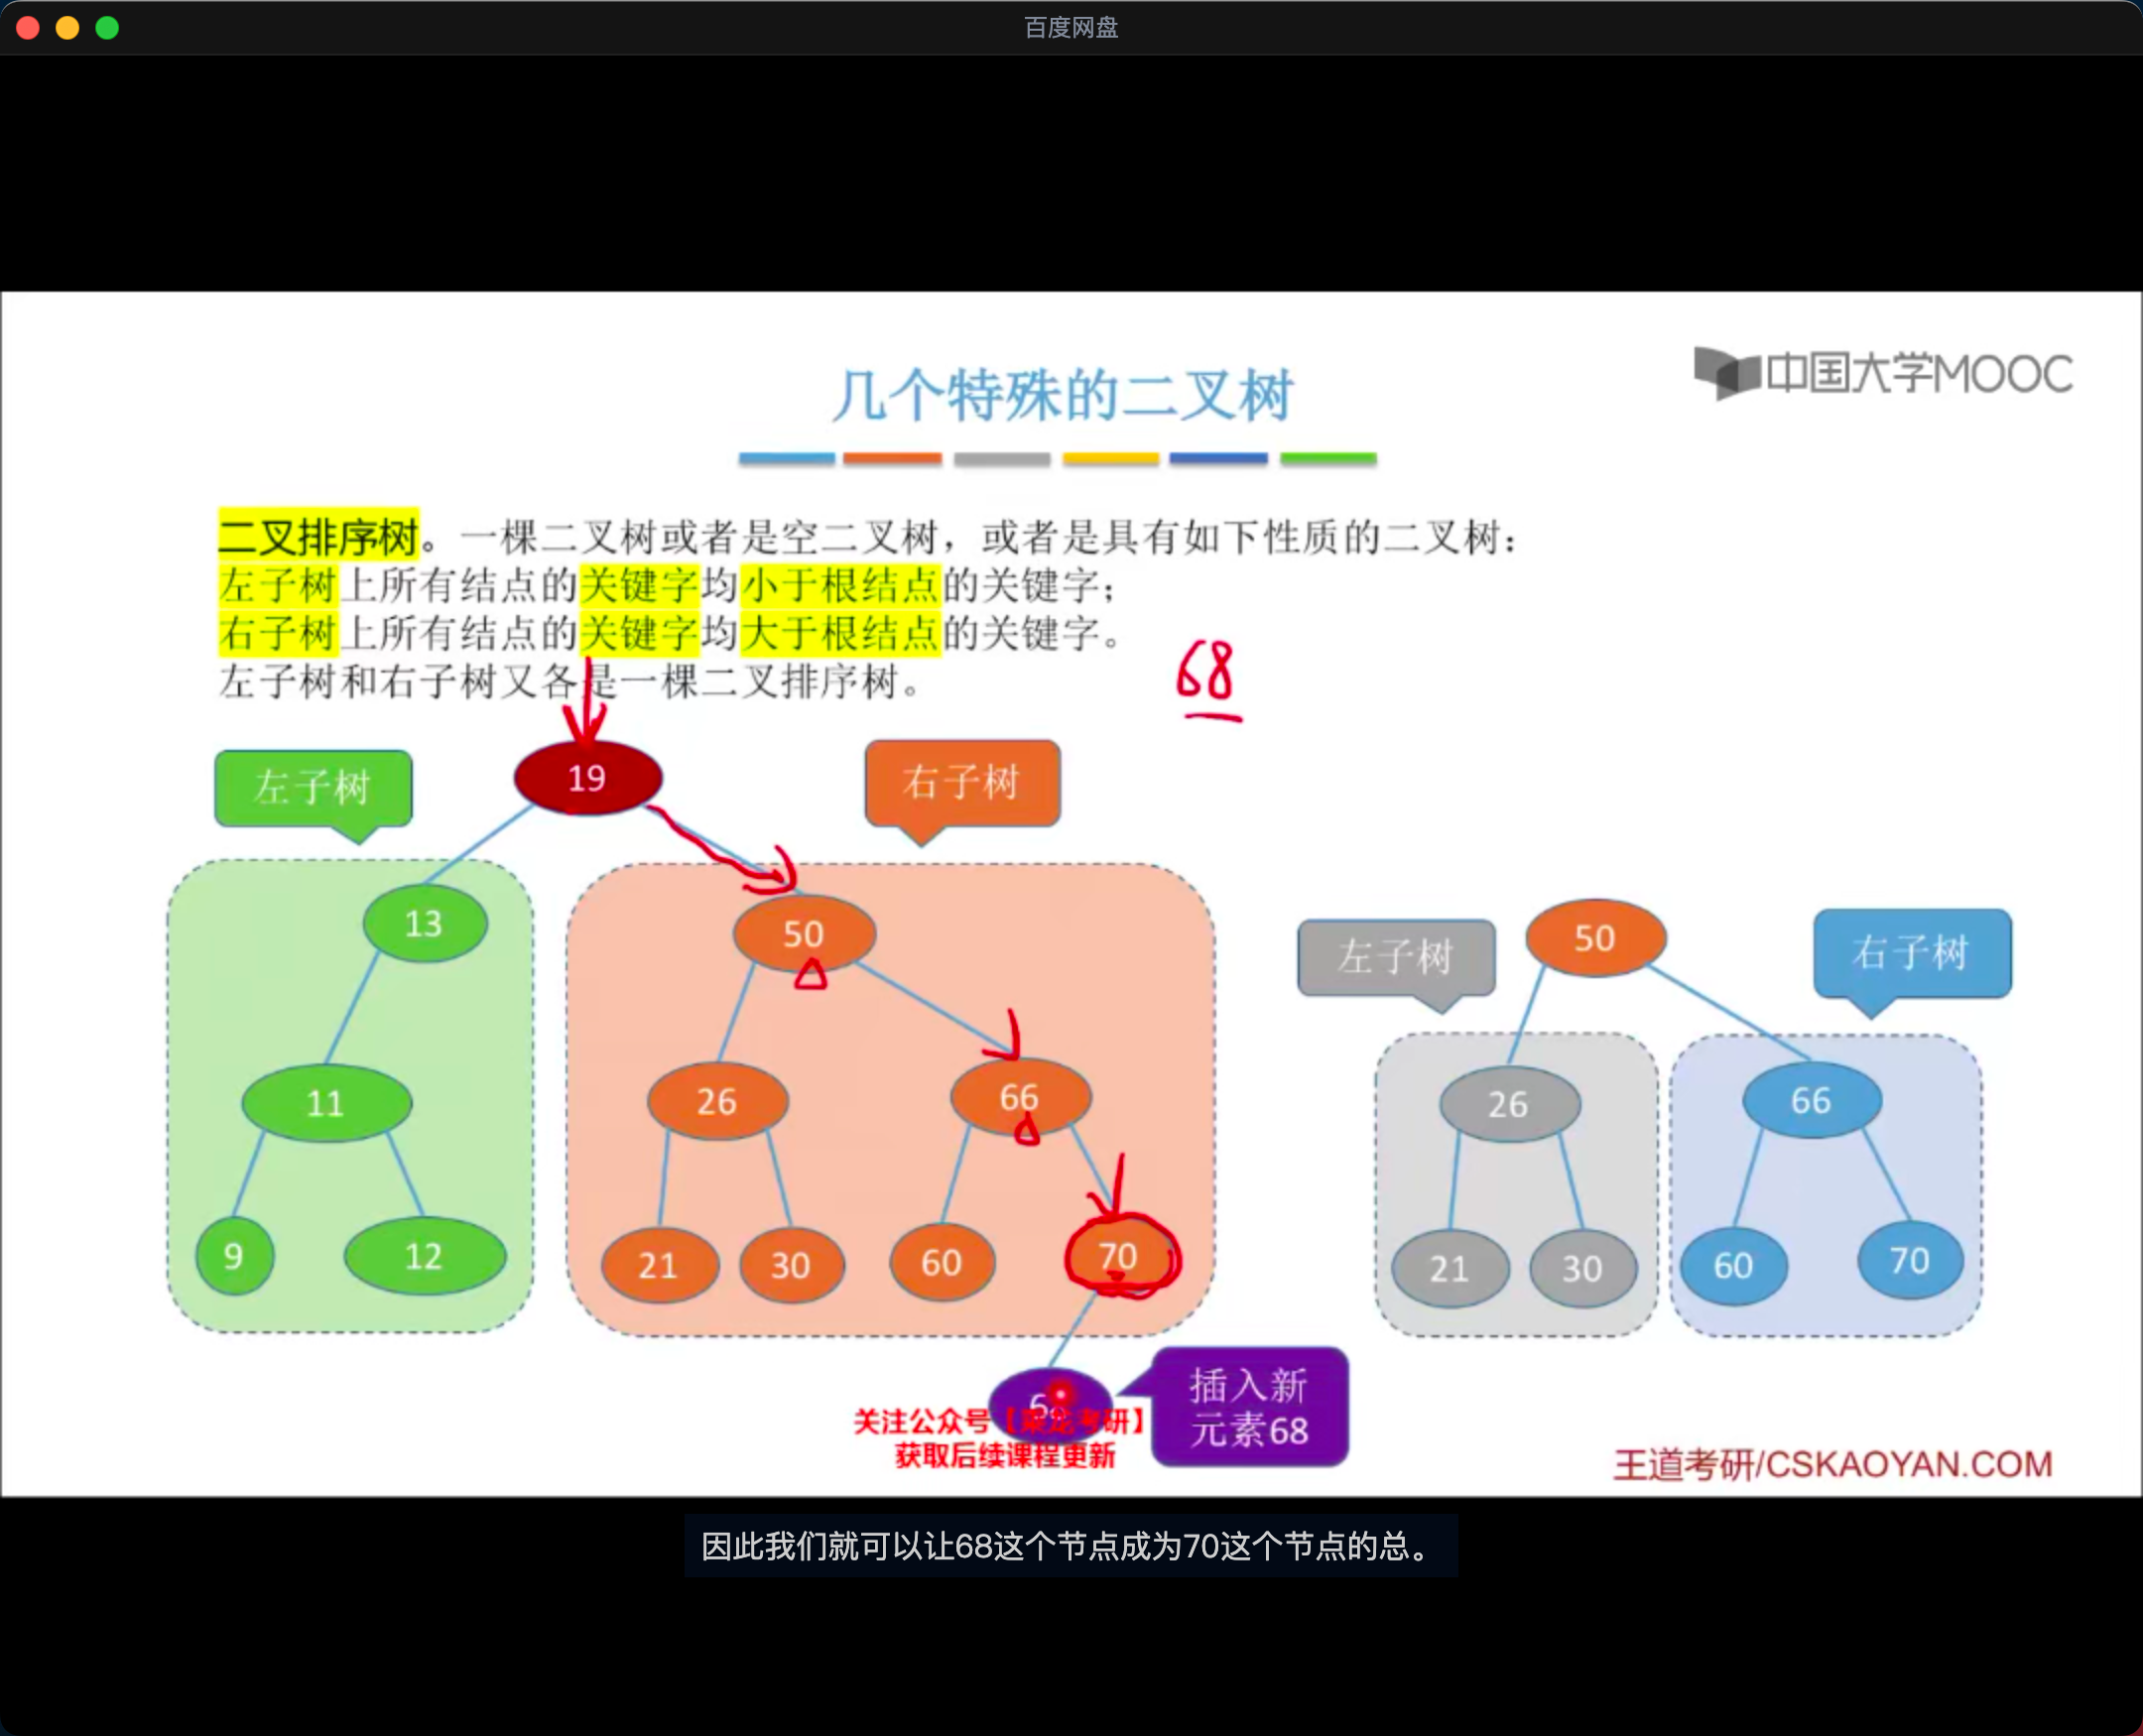 百度网盘
中国大学MOOC
几个特殊的二叉树
二叉排序树。一棵二叉树或者是空二叉树，或者是具有如下性质的二叉树：
左子树上所有结点的关键字均小于根结点的关键字；
右子树上所有结点的关键字均大于根结点的关键字。
左子树和右子树又各是一棵二叉排序树。
68
左子树
19
右子树
13
50
左子树
50
右子树
11
26
66
26
66
9
12
21
30
60
70
21
30
60
70
插入新
元素68
关注公众号【考研】
获取后续课程更新
王道考研/CSKAOYAN.COM
因此我们就可以让68这个节点成为70这个节点的总。